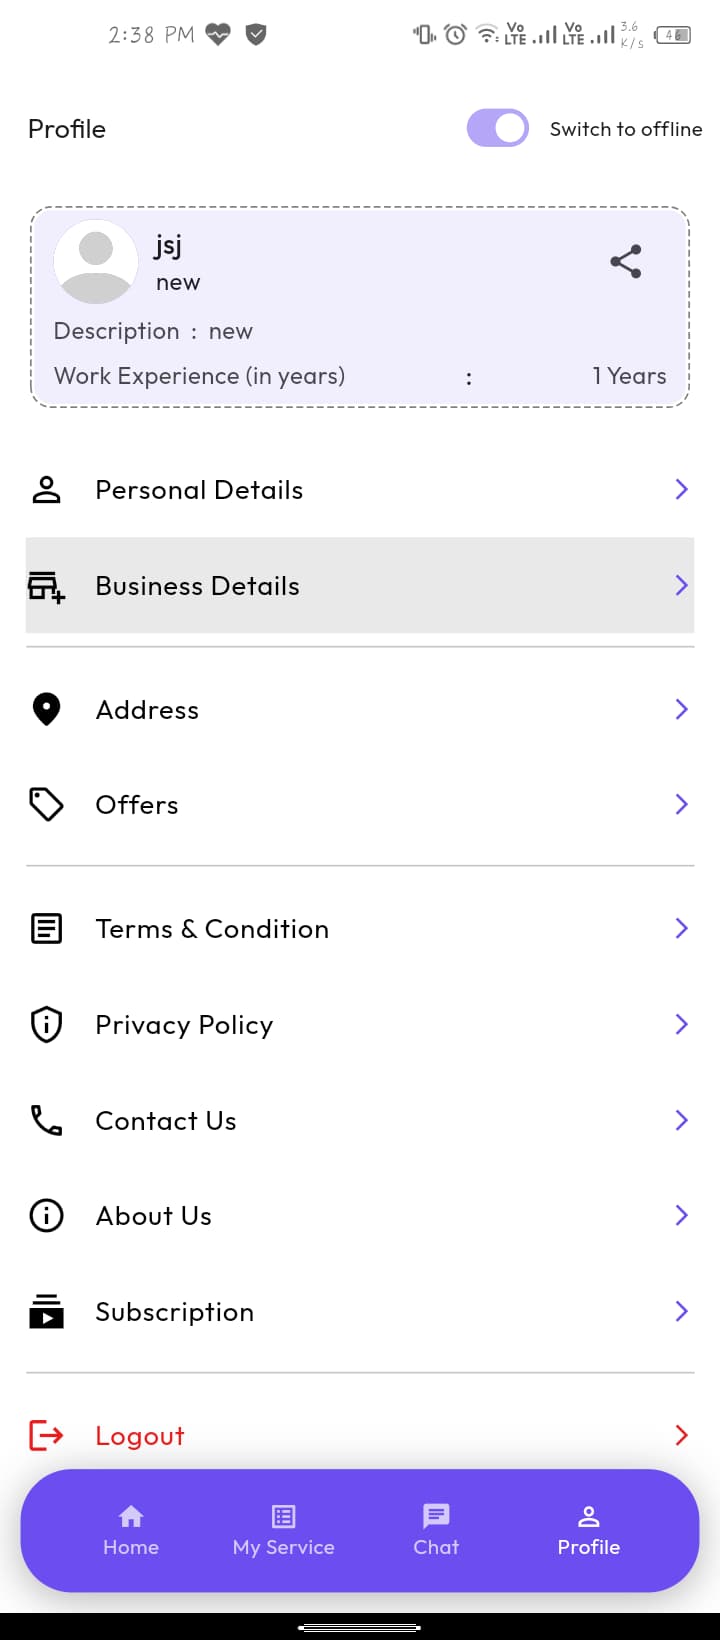 2:38 PM Vo LTE Vo LTE 3.6 K/s 46
Profile Switch to offline
jsj
new
Description : new
Work Experience (in years) : 1 Years
Personal Details
Business Details
Address
Offers
Terms & Condition
Privacy Policy
Contact Us
About Us
Subscription
Logout
Home My Service Chat Profile